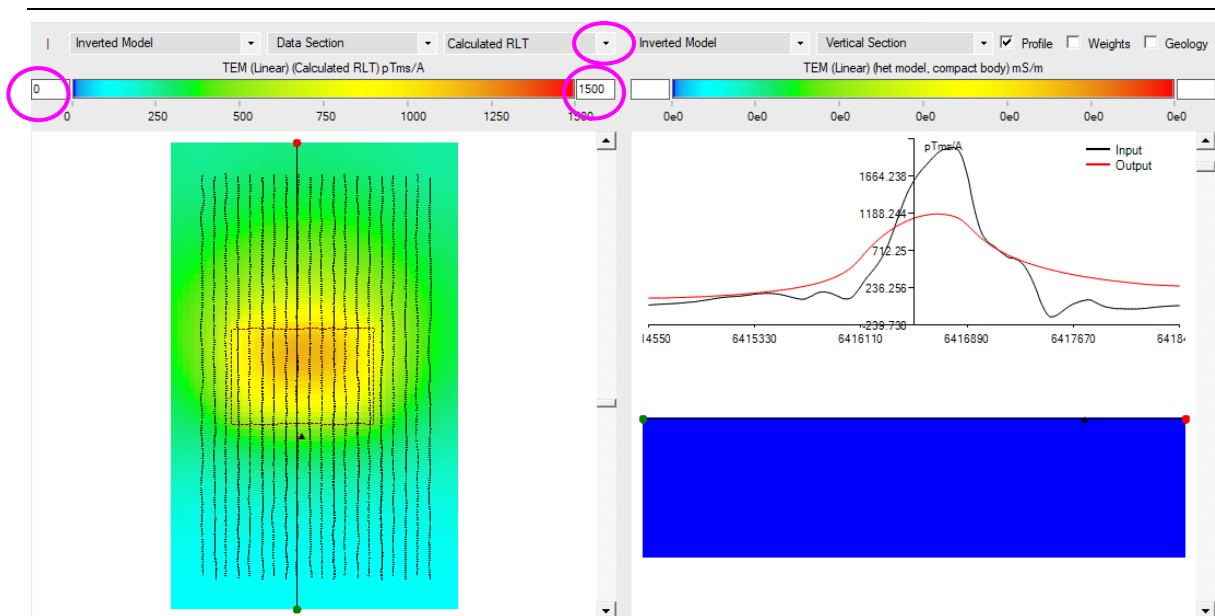 | Inverted Model Data Section Calculated RLT Inverted Model Vertical Section Profile Weights Geology
TEM (Linear) (Calculated RLT) pTms/A TEM (Linear) (het model, compact body) mS/m
0 1500
0 250 500 750 1000 1250 1500 0e0 0e0 0e0 0e0 0e0 0e0 0e0
pTms/A
Input
Output
1664.238
1188.244
712.25
236.256
-239.738
14550 6415330 6416110 6416890 6417670 64184